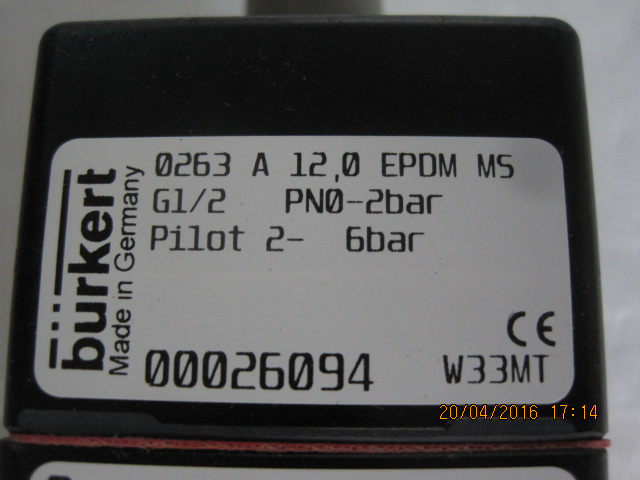 0263 A 12,0 EPDM MS
G1/2 PN0-2bar
Pilot 2- 6bar
bürkert
Made in Germany
CE
00026094 W33MT
20/04/2016 17:14